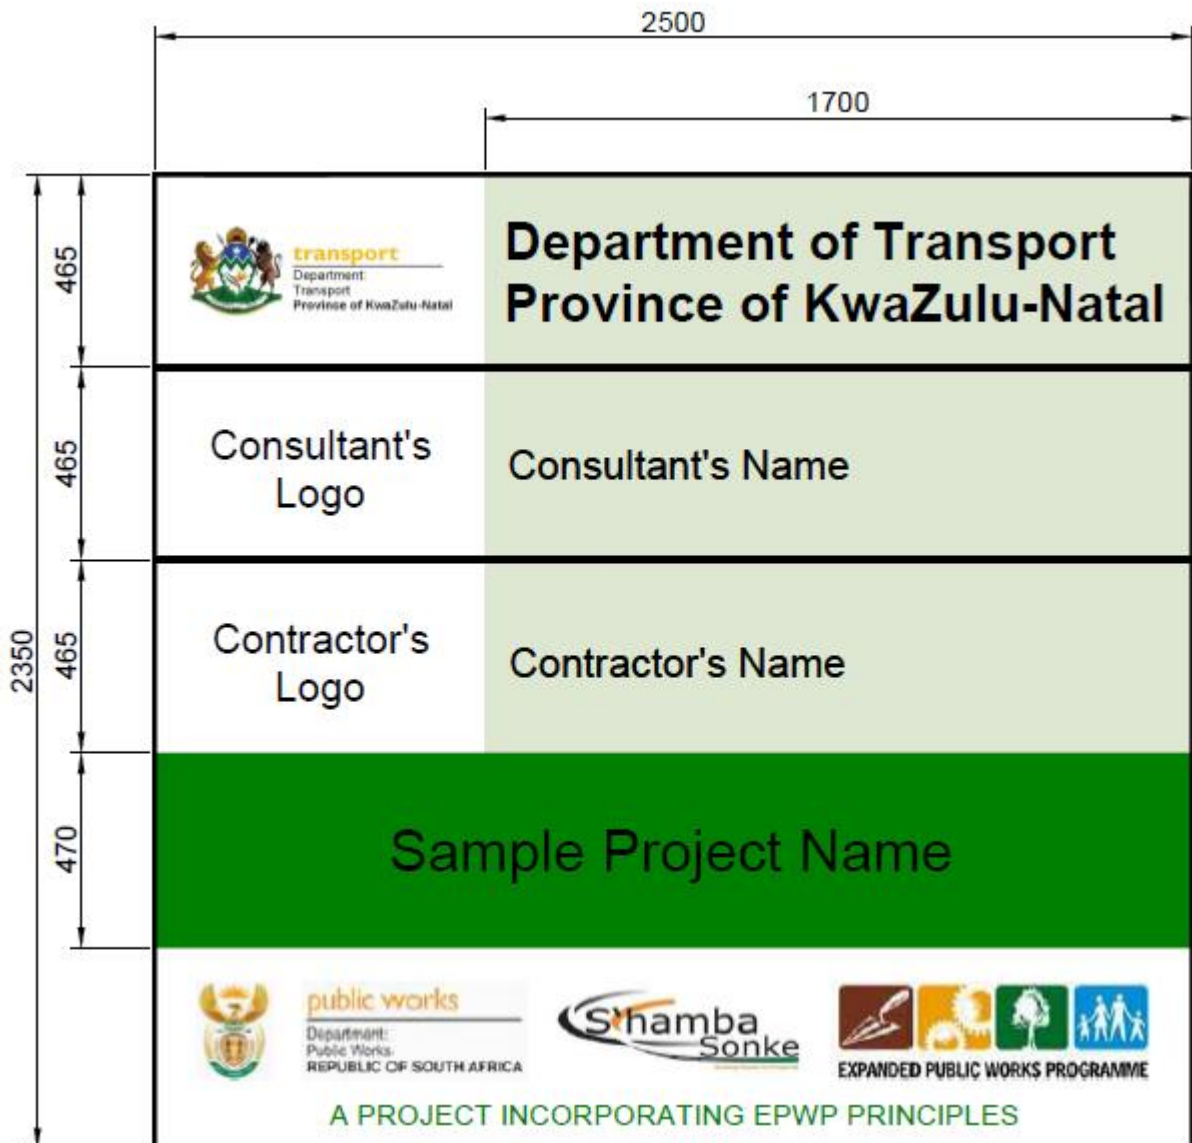 2500
1700
465
transport
Department
Transport
Province of KwaZulu-Natal
Department of Transport
Province of KwaZulu-Natal
465
Consultant's
Logo
Consultant's Name
2350
465
Contractor's
Logo
Contractor's Name
470
Sample Project Name
public works
Department:
Public Works
REPUBLIC OF SOUTH AFRICA
S'hamba
Sonke
EXPANDED PUBLIC WORKS PROGRAMME
A PROJECT INCORPORATING EPWP PRINCIPLES